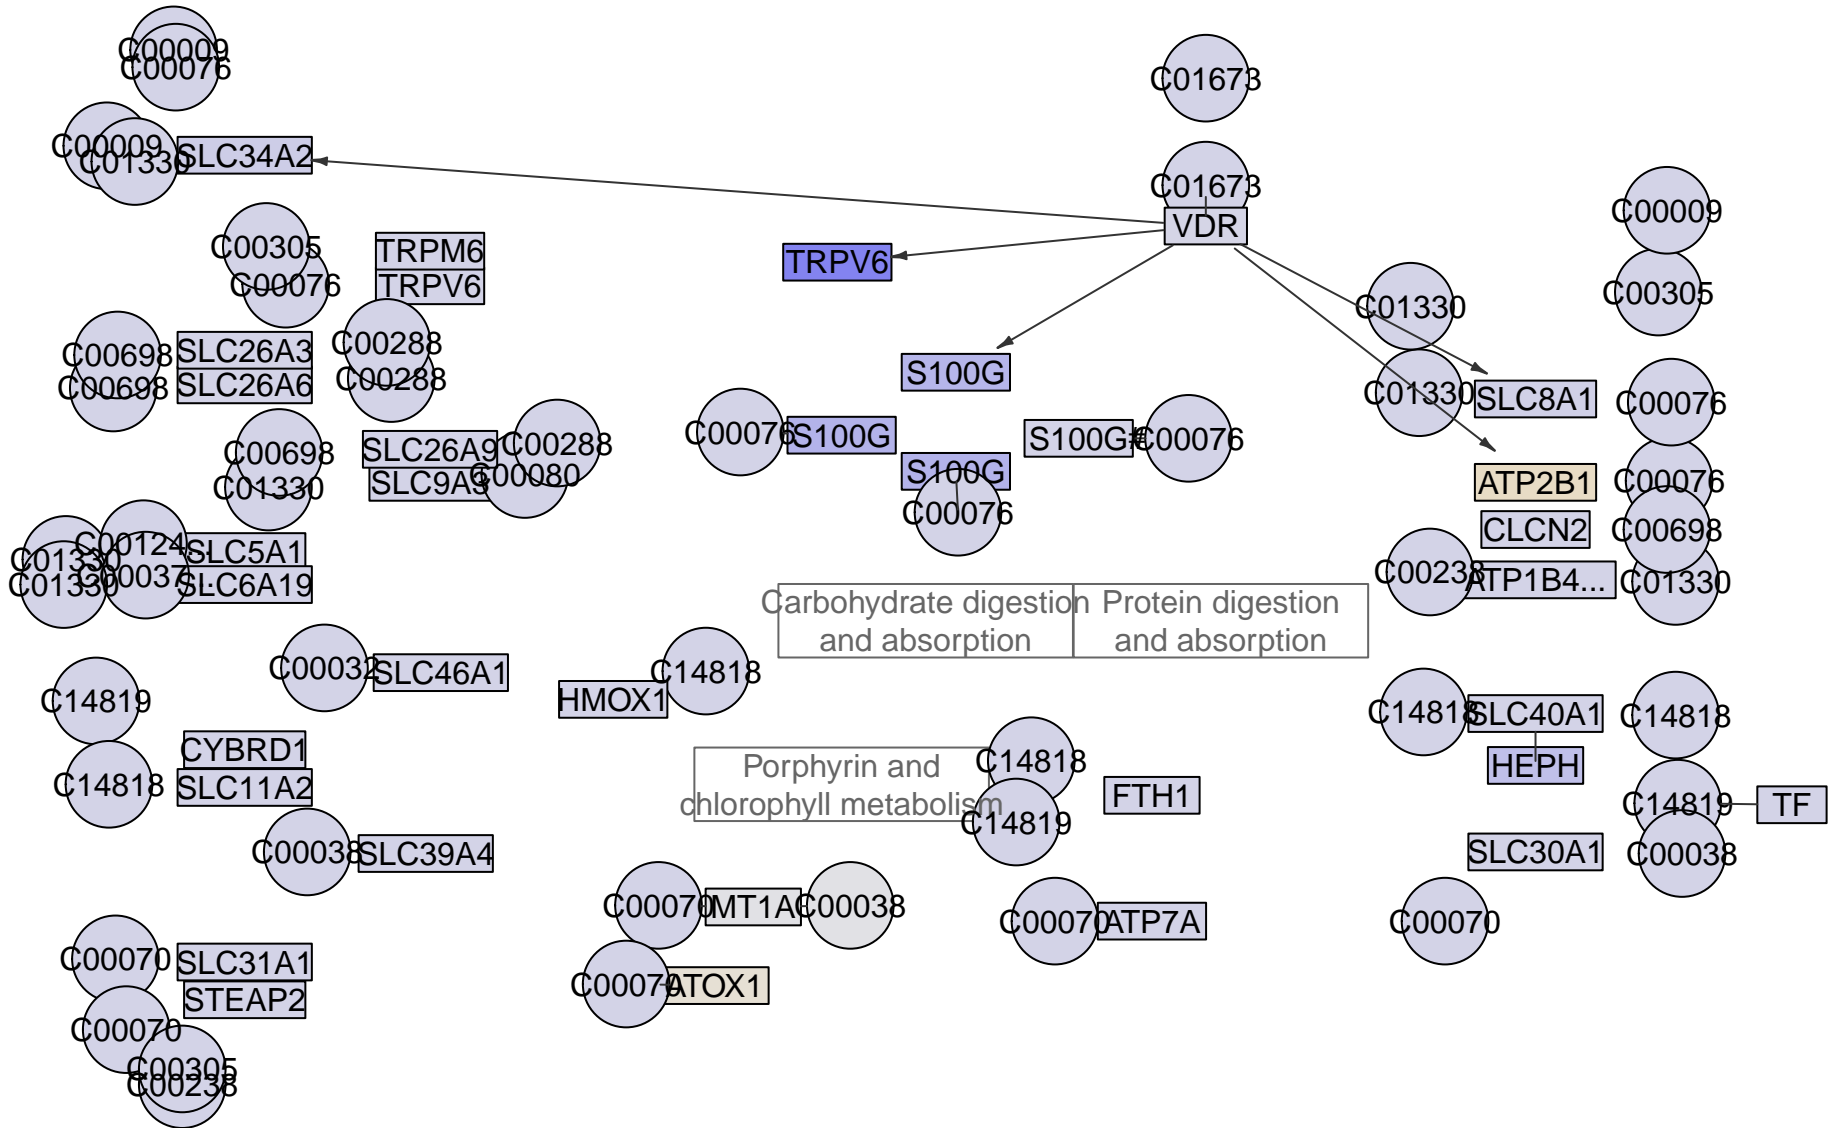 C00009
C00076
C01673
C00009
C01330
SLC34A2
C01673
VDR
C00009
C00305
C00076
TRPM6
TRPV6
TRPV6
C01330
C00305
C00698
C00698
SLC26A3
SLC26A6
C00288
C00288
S100G
C01330
SLC8A1
C00076
C00698
C01330
SLC26A9
SLC9A3
C00288
C00080
C00076
S100G
S100G
C00076
S100G#
C00076
ATP2B1
C00076
CLCN2
C00698
C01330
C01330
C00124...
C00037...
SLC5A1
SLC6A19
C00238
ATP1B4...
C01330
Carbohydrate digestion
and absorption
Protein digestion
and absorption
C00032
SLC46A1
HMOX1
C14818
C14819
C14818
SLC40A1
C14818
CYBRD1
C14818
SLC11A2
Porphyrin and
chlorophyll metabolism
C14818
C14819
FTH1
HEPH
C14819
TF
C00038
SLC39A4
SLC30A1
C00038
C00070
MT1A
C00038
C00070
ATP7A
C00070
C00070
SLC31A1
STEAP2
C00070
ATOX1
C00070
C00305
C00238